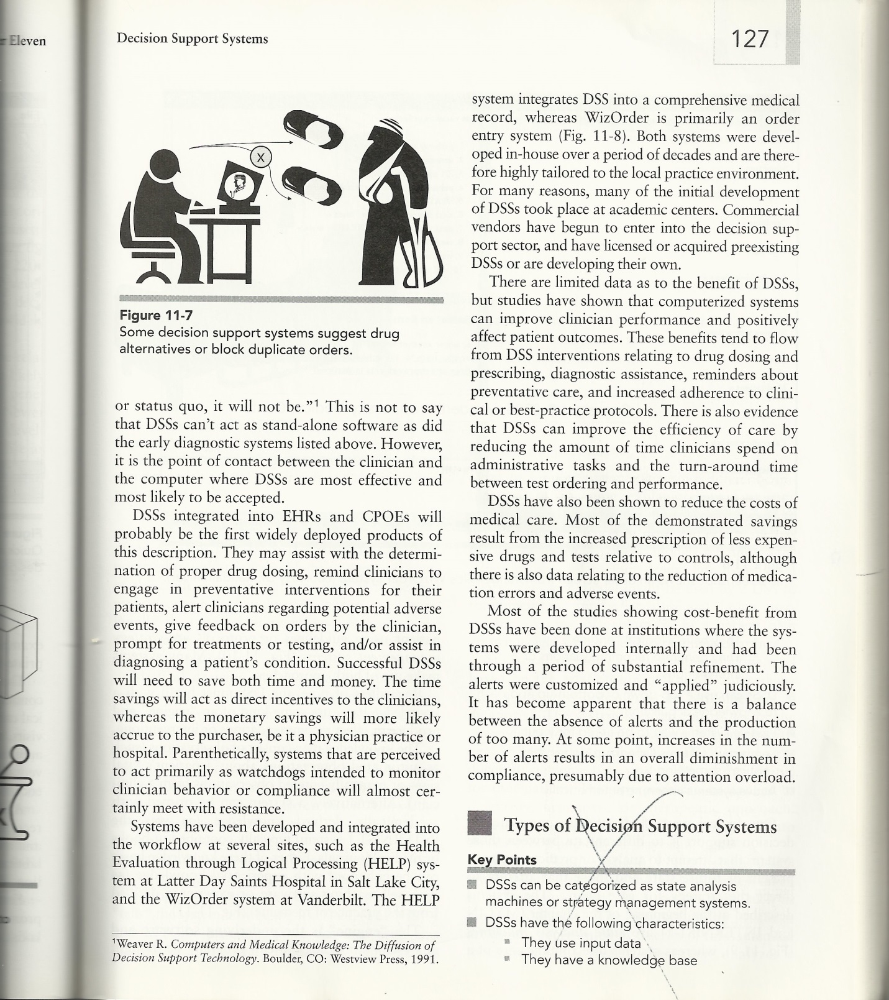 Eleven
Decision Support Systems
127
X
Figure 11-7
Some decision support systems suggest drug
alternatives or block duplicate orders.
or status quo, it will not be.”1 This is not to say
that DSSs can’t act as stand-alone software as did
the early diagnostic systems listed above. However,
it is the point of contact between the clinician and
the computer where DSSs are most effective and
most likely to be accepted.
DSSs integrated into EHRs and CPOEs will
probably be the first widely deployed products of
this description. They may assist with the determi-
nation of proper drug dosing, remind clinicians to
engage in preventative interventions for their
patients, alert clinicians regarding potential adverse
events, give feedback on orders by the clinician,
prompt for treatments or testing, and/or assist in
diagnosing a patient’s condition. Successful DSSs
will need to save both time and money. The time
savings will act as direct incentives to the clinicians,
whereas the monetary savings will more likely
accrue to the purchaser, be it a physician practice or
hospital. Parenthetically, systems that are perceived
to act primarily as watchdogs intended to monitor
clinician behavior or compliance will almost cer-
tainly meet with resistance.
Systems have been developed and integrated into
the workflow at several sites, such as the Health
Evaluation through Logical Processing (HELP) sys-
tem at Latter Day Saints Hospital in Salt Lake City,
and the WizOrder system at Vanderbilt. The HELP
1Weaver R. Computers and Medical Knowledge: The Diffusion of
Decision Support Technology. Boulder, CO: Westview Press, 1991.
system integrates DSS into a comprehensive medical
record, whereas WizOrder is primarily an order
entry system (Fig. 11-8). Both systems were devel-
oped in-house over a period of decades and are there-
fore highly tailored to the local practice environment.
For many reasons, many of the initial development
of DSSs took place at academic centers. Commercial
vendors have begun to enter into the decision sup-
port sector, and have licensed or acquired preexisting
DSSs or are developing their own.
There are limited data as to the benefit of DSSs,
but studies have shown that computerized systems
can improve clinician performance and positively
affect patient outcomes. These benefits tend to flow
from DSS interventions relating to drug dosing and
prescribing, diagnostic assistance, reminders about
preventative care, and increased adherence to clini-
cal or best-practice protocols. There is also evidence
that DSSs can improve the efficiency of care by
reducing the amount of time clinicians spend on
administrative tasks and the turn-around time
between test ordering and performance.
DSSs have also been shown to reduce the costs of
medical care. Most of the demonstrated savings
result from the increased prescription of less expen-
sive drugs and tests relative to controls, although
there is also data relating to the reduction of medica-
tion errors and adverse events.
Most of the studies showing cost-benefit from
DSSs have been done at institutions where the sys-
tems were developed internally and had been
through a period of substantial refinement. The
alerts were customized and “applied” judiciously.
It has become apparent that there is a balance
between the absence of alerts and the production
of too many. At some point, increases in the num-
ber of alerts results in an overall diminishment in
compliance, presumably due to attention overload.
Types of Decision Support Systems
Key Points
DSSs can be categorized as state analysis
machines or strategy management systems.
DSSs have the following characteristics:
They use input data
They have a knowledge base